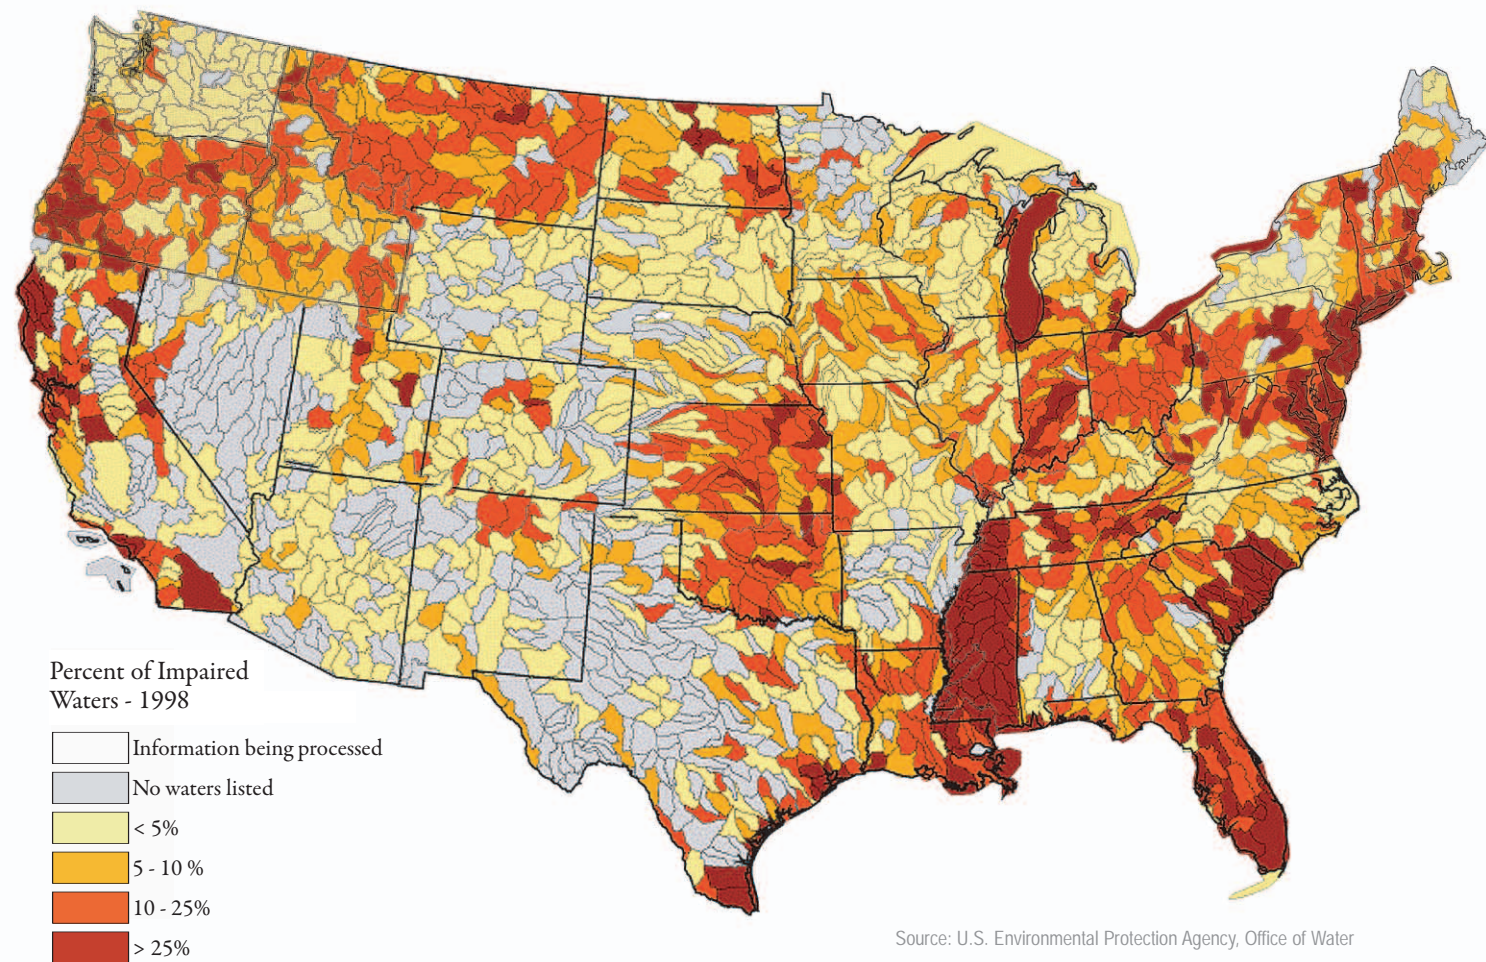 Percent of Impaired
Waters - 1998
Information being processed
No waters listed
< 5%
5 - 10 %
10 - 25%
> 25%
Source: U.S. Environmental Protection Agency, Office of Water